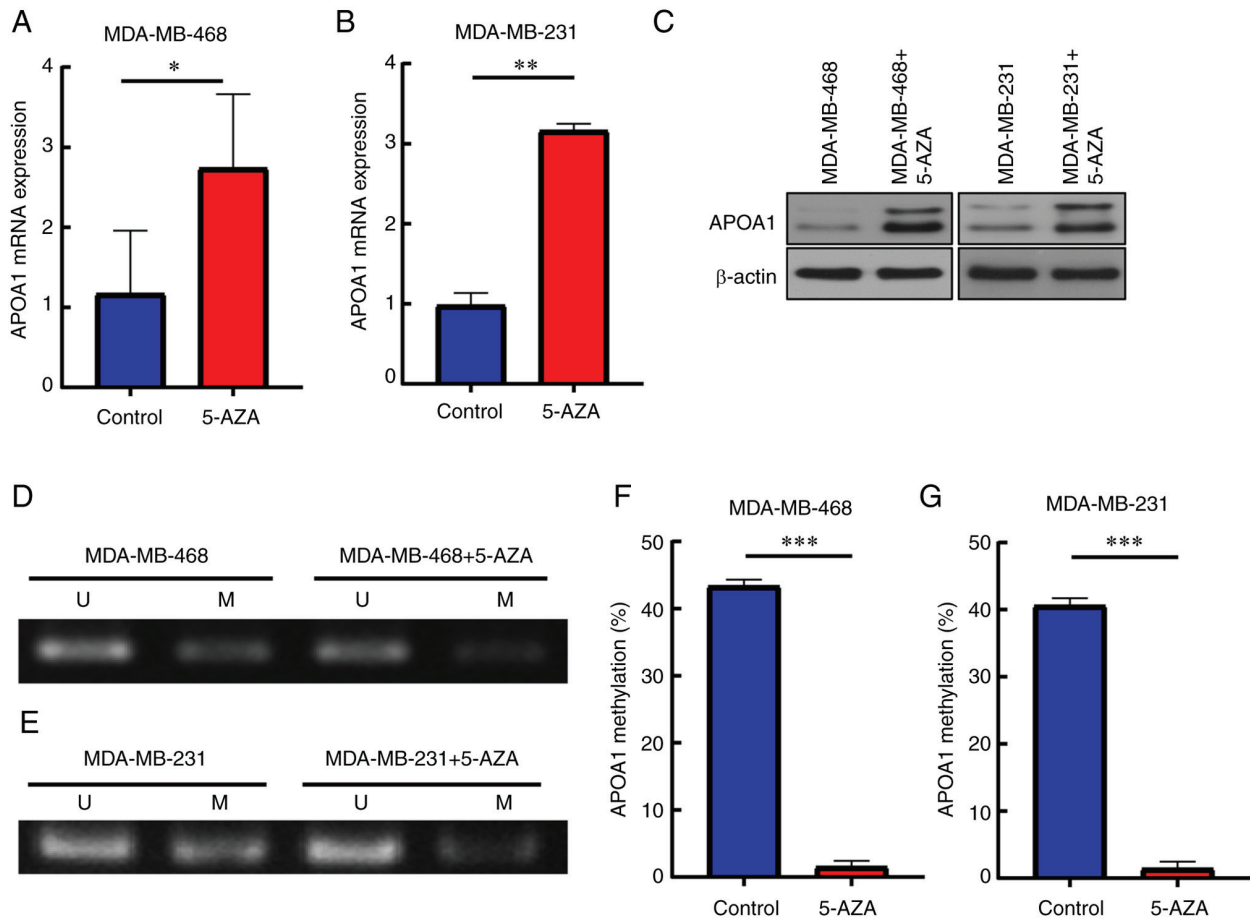 A
MDA-MB-468
APOA1 mRNA expression
4
3
2
1
0
*
Control
5-AZA
B
MDA-MB-231
APOA1 mRNA expression
4
3
2
1
0
**
Control
5-AZA
C
MDA-MB-468
MDA-MB-468+
5-AZA
MDA-MB-231
MDA-MB-231+
5-AZA
APOA1
β-actin
D
MDA-MB-468
MDA-MB-468+5-AZA
U M U M
E
MDA-MB-231
MDA-MB-231+5-AZA
U M U M
F
MDA-MB-468
APOA1 methylation (%)
50
40
30
20
10
0
***
Control
5-AZA
G
MDA-MB-231
APOA1 methylation (%)
50
40
30
20
10
0
***
Control
5-AZA